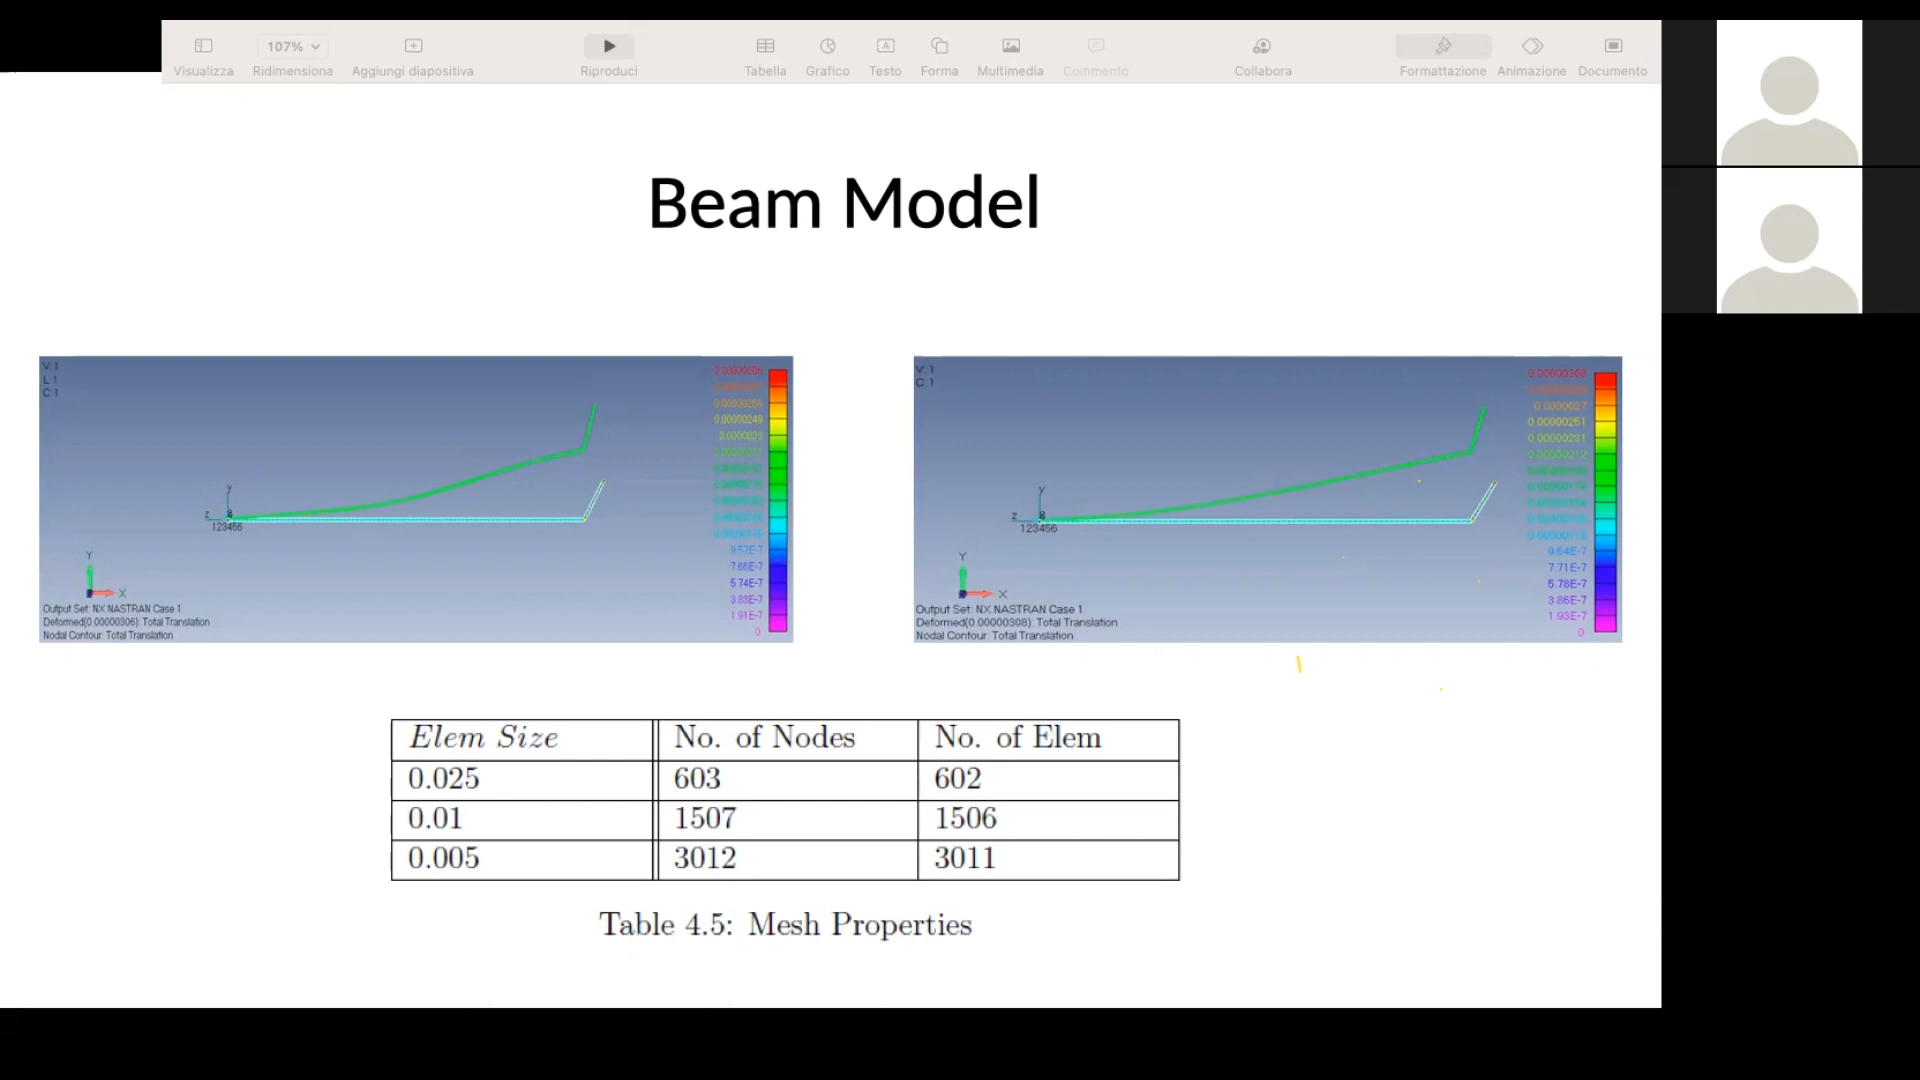 107%
Visualizza Ridimensiona Aggiungi diapositiva Riproduci Tabella Grafico Testo Forma Multimedia Commento Collabora Formattazione Animazione Documento
Beam Model
V:1
L:1
C:1
0.00000249
0.0000023
9.57E-7
7.66E-7
5.74E-7
3.83E-7
1.91E-7
0
y
z
123456
Y
X
Output Set: NX NASTRAN Case 1
Deformed(0.00000306): Total Translation
Nodal Contour: Total Translation
V:1
C:1
0.00000308
0.0000027
0.00000251
0.00000231
0.00000212
9.64E-7
7.71E-7
5.78E-7
3.86E-7
1.93E-7
0
y
z
123456
Y
X
Output Set: NX NASTRAN Case 1
Deformed(0.00000308): Total Translation
Nodal Contour: Total Translation
Elem Size No. of Nodes No. of Elem
0.025 603 602
0.01 1507 1506
0.005 3012 3011
Table 4.5: Mesh Properties